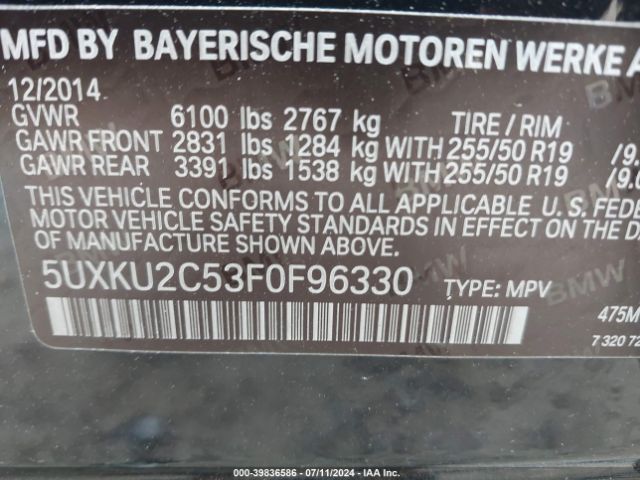 MFD BY BAYERISCHE MOTOREN WERKE A
12/2014
GVWR 6100 lbs 2767 kg TIRE / RIM
GAWR FRONT 2831 lbs 1284 kg WITH 255/50 R19 /9.
GAWR REAR 3391 lbs 1538 kg WITH 255/50 R19 /9.0
THIS VEHICLE CONFORMS TO ALL APPLICABLE U.S. FEDE
MOTOR VEHICLE SAFETY STANDARDS IN EFFECT ON THE D
OF MANUFACTURE SHOWN ABOVE.
5UXKU2C53F0F96330 TYPE: MPV
475M
7 320 72
000-39836586 - 07/11/2024 - IAA Inc.